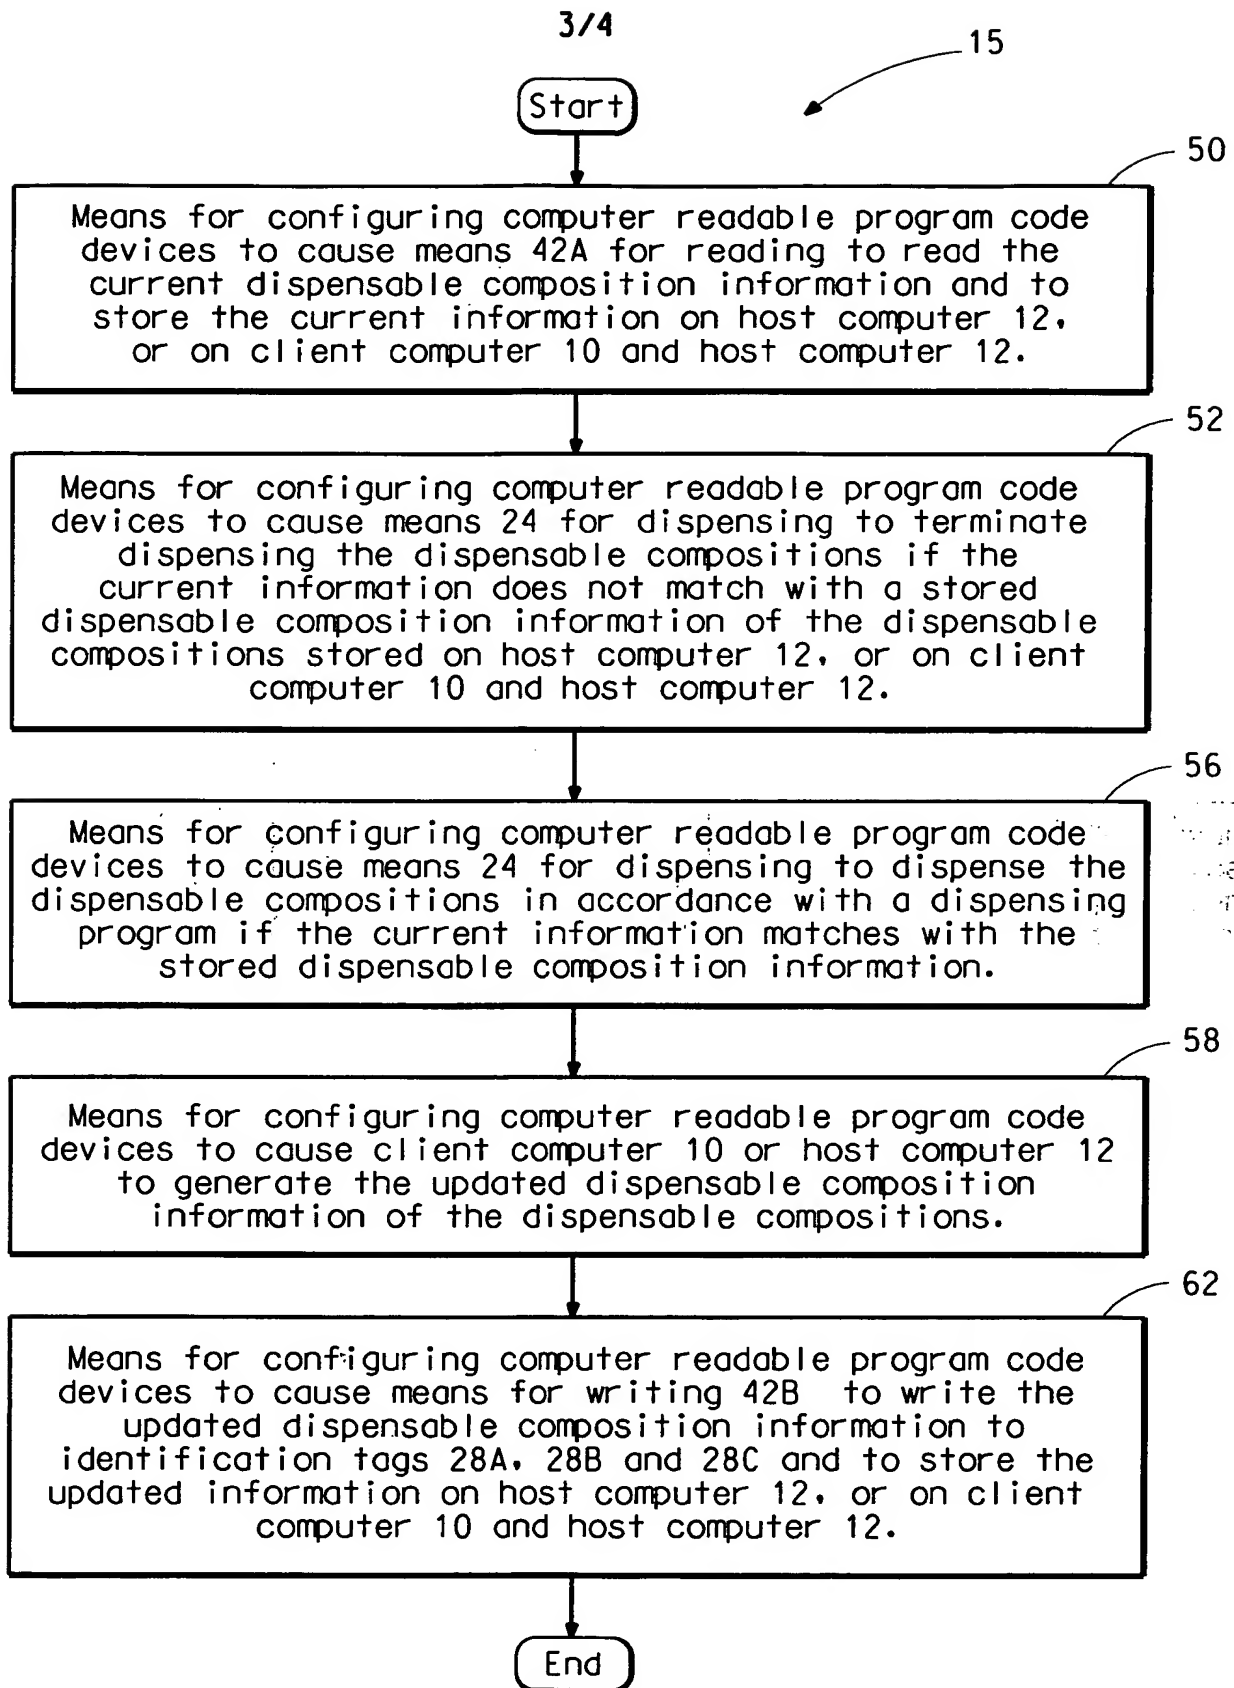 3/4
15
Start
50
Means for configuring computer readable program code
devices to cause means 42A for reading to read the
current dispensable composition information and to
store the current information on host computer 12,
or on client computer 10 and host computer 12.
52
Means for configuring computer readable program code
devices to cause means 24 for dispensing to terminate
dispensing the dispensable compositions if the
current information does not match with a stored
dispensable composition information of the dispensable
compositions stored on host computer 12, or on client
computer 10 and host computer 12.
56
Means for configuring computer readable program code
devices to cause means 24 for dispensing to dispense the
dispensable compositions in accordance with a dispensing
program if the current information matches with the
stored dispensable composition information.
58
Means for configuring computer readable program code
devices to cause client computer 10 or host computer 12
to generate the updated dispensable composition
information of the dispensable compositions.
62
Means for configuring computer readable program code
devices to cause means for writing 42B to write the
updated dispensable composition information to
identification tags 28A, 28B and 28C and to store the
updated information on host computer 12, or on client
computer 10 and host computer 12.
End